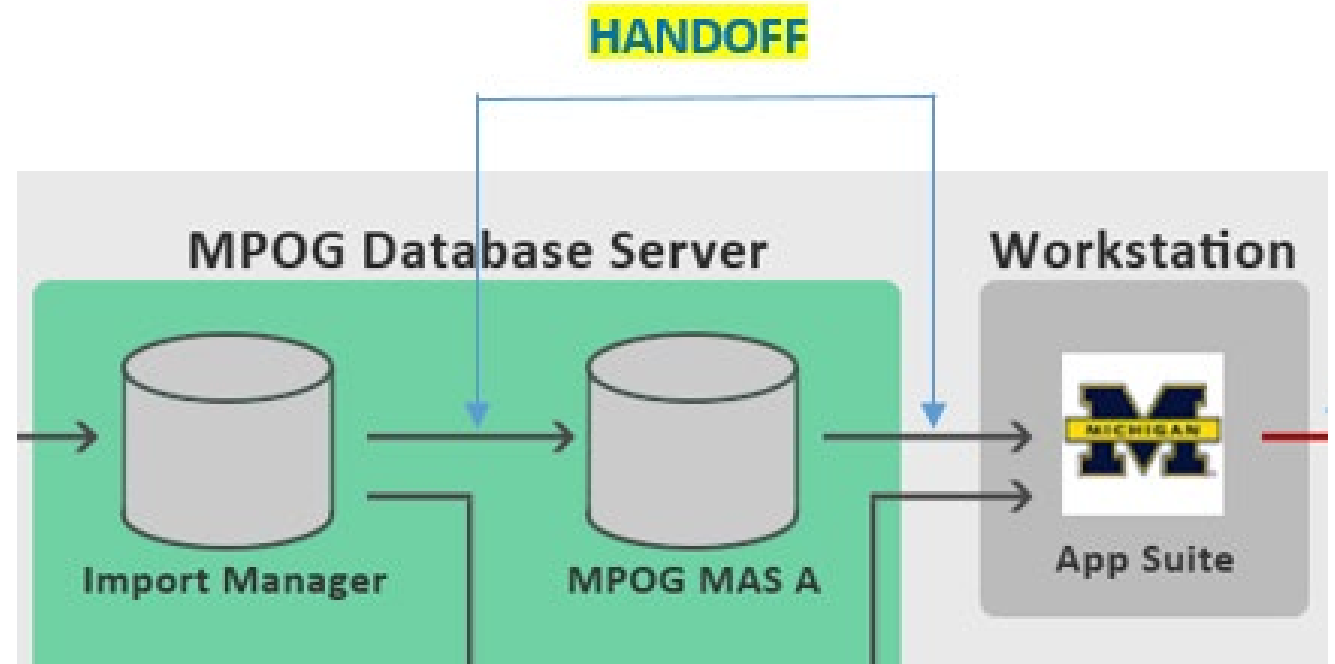 HANDOFF
MPOG Database Server
Workstation
MICHIGAN
Import Manager
MPOG MAS A
App Suite